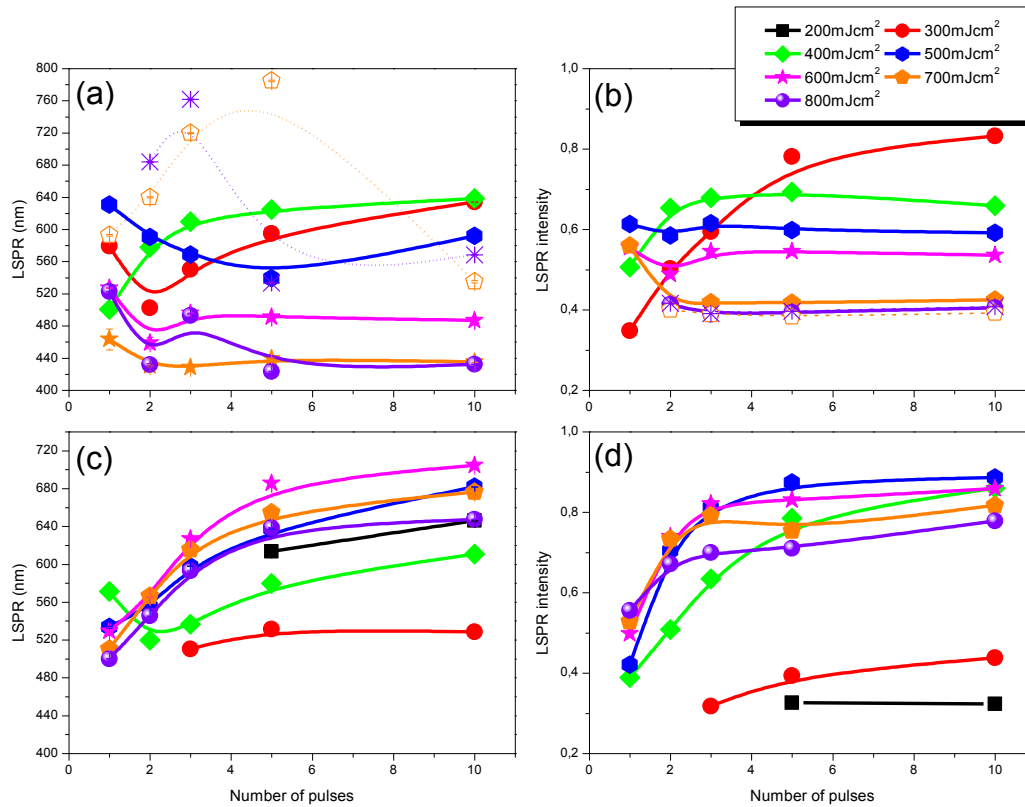 200mJcm²
300mJcm²
400mJcm²
500mJcm²
600mJcm²
700mJcm²
800mJcm²
(a)
LSPR (nm)
800
760
720
680
640
600
560
520
480
440
400
0 2 4 6 8 10
(b)
LSPR intensity
1,0
0,8
0,6
0,4
0,2
0 2 4 6 8 10
(c)
LSPR (nm)
720
680
640
600
560
520
480
440
400
0 2 4 6 8 10
Number of pulses
(d)
LSPR intensity
1,0
0,8
0,6
0,4
0,2
0 2 4 6 8 10
Number of pulses